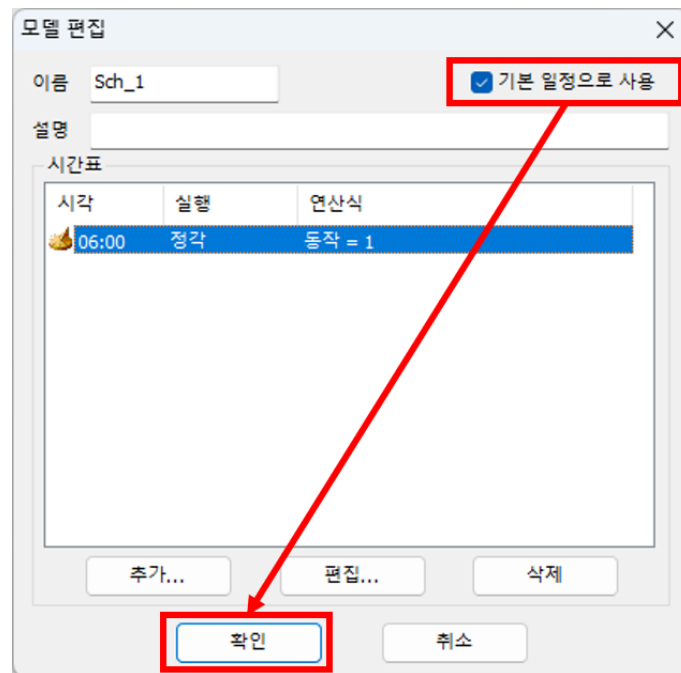 모델 편집
이름 Sch_1 기본 일정으로 사용
설명
시간표
시각 실행 연산식
06:00 정각 동작 = 1
추가... 편집... 삭제
확인 취소